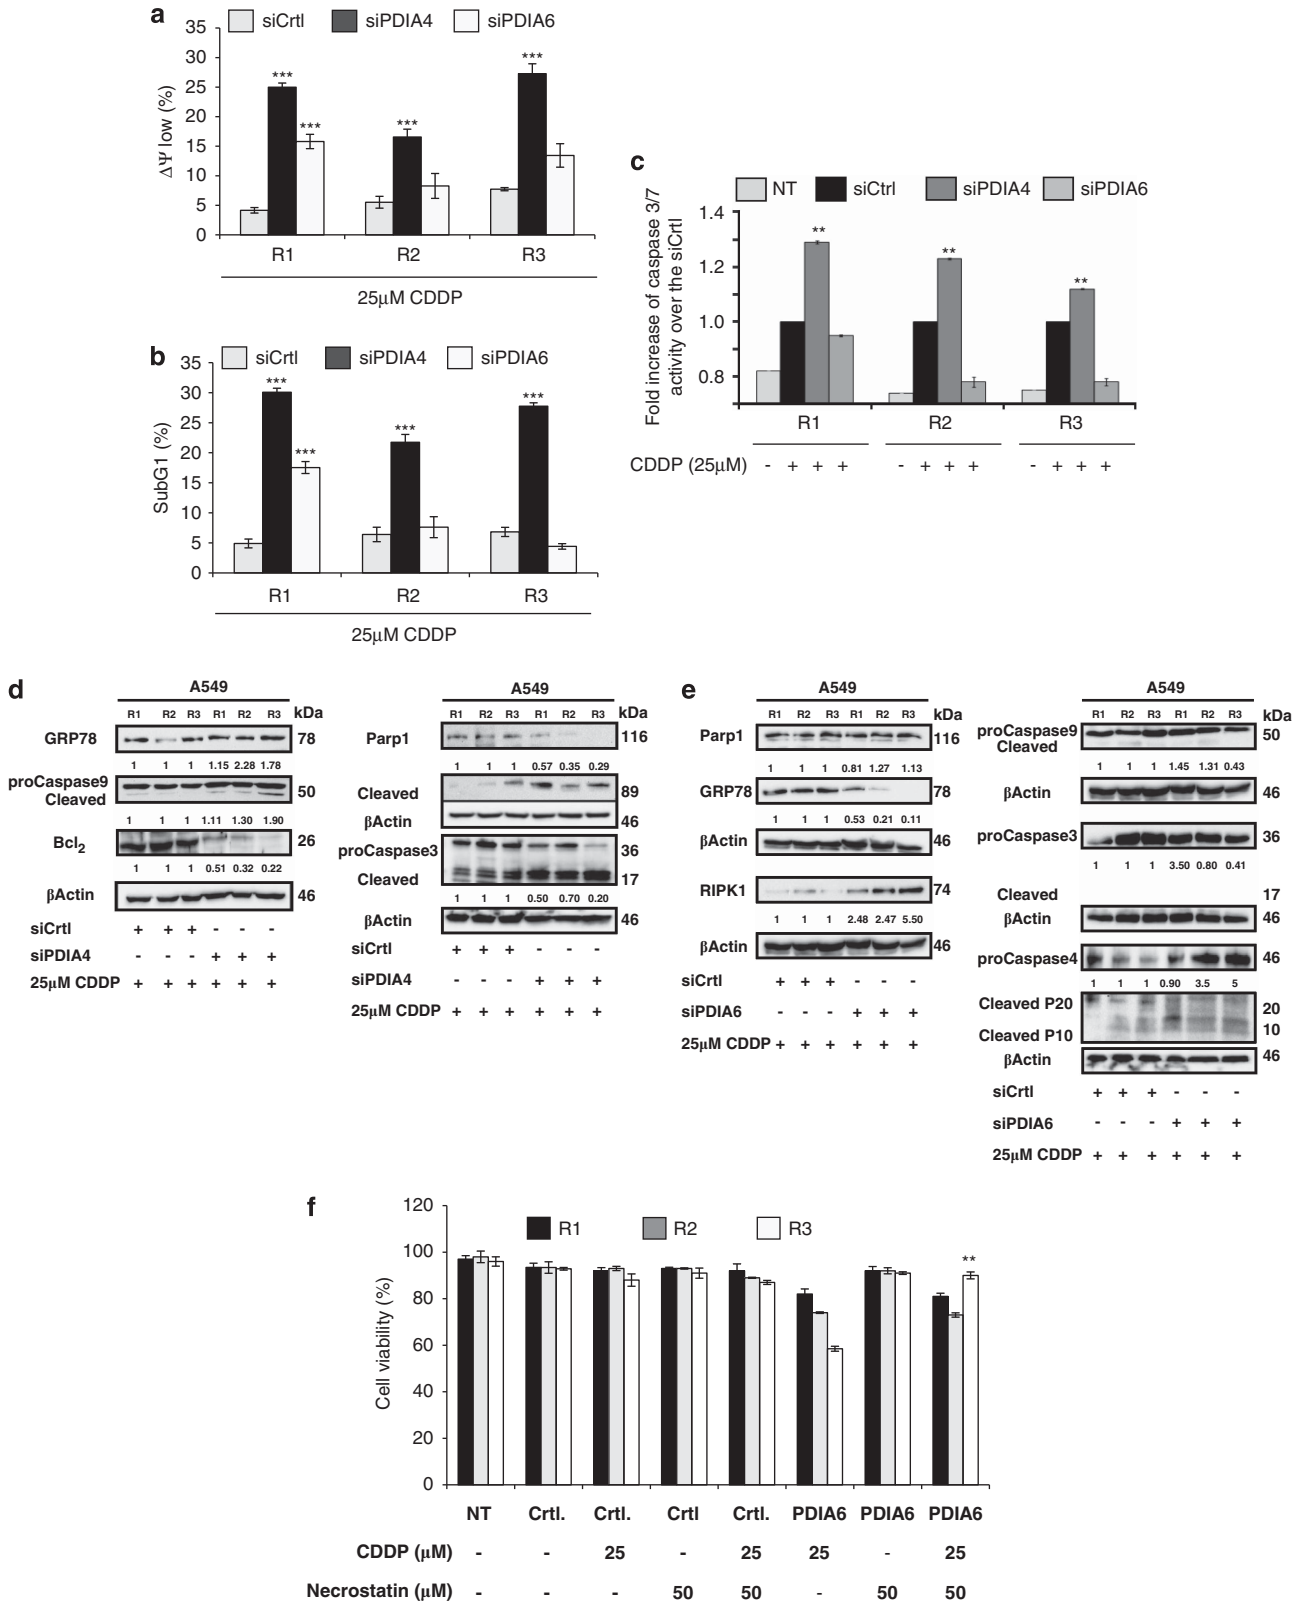 a
siCrtl siPDIA4 siPDIA6
ΔΨ low (%)
35
30
25
20
15
10
5
0
*** *** *** ***
R1 R2 R3
25μM CDDP
b
siCrtl siPDIA4 siPDIA6
SubG1 (%)
35
30
25
20
15
10
5
0
*** *** *** ***
R1 R2 R3
25μM CDDP
c
NT siCtrl siPDIA4 siPDIA6
Fold increase of caspase 3/7
activity over the siCrtl
1.4
1.2
1.0
0.8
** ** **
R1 R2 R3
CDDP (25μM) - + + + - + + + - + + +
d
A549
R1 R2 R3 R1 R2 R3 kDa
GRP78 78
1 1 1 1.15 2.28 1.78
proCaspase9
Cleaved 50
1 1 1 1.11 1.30 1.90
Bcl2 26
1 1 1 0.51 0.32 0.22
βActin 46
siCrtl + + + - - -
siPDIA4 - - - + + +
25μM CDDP + + + + + +
A549
R1 R2 R3 R1 R2 R3 kDa
Parp1 116
1 1 1 0.57 0.35 0.29
Cleaved 89
βActin 46
proCaspase3 36
Cleaved 17
1 1 1 0.50 0.70 0.20
βActin 46
siCrtl + + + - - -
siPDIA4 - - - + + +
25μM CDDP + + + + + +
e
A549
R1 R2 R3 R1 R2 R3 kDa
Parp1 116
1 1 1 0.81 1.27 1.13
GRP78 78
1 1 1 0.53 0.21 0.11
βActin 46
RIPK1 74
1 1 1 2.48 2.47 5.50
βActin 46
siCrtl + + + - - -
siPDIA6 - - - + + +
25μM CDDP + + + + + +
A549
R1 R2 R3 R1 R2 R3 kDa
proCaspase9 50
Cleaved
1 1 1 1.45 1.31 0.43
βActin 46
proCaspase3 36
1 1 1 3.50 0.80 0.41
Cleaved 17
βActin 46
proCaspase4 46
1 1 1 0.90 3.5 5
Cleaved P20 20
Cleaved P10 10
βActin 46
siCrtl + + + - - -
siPDIA6 - - - + + +
25μM CDDP + + + + + +
f
R1 R2 R3
Cell viability (%)
120
100
80
60
40
20
0
**
NT Crtl. Crtl. Crtl Crtl. PDIA6 PDIA6 PDIA6
CDDP (μM) - - 25 - 25 25 - 25
Necrostatin (μM) - - - 50 50 - 50 50